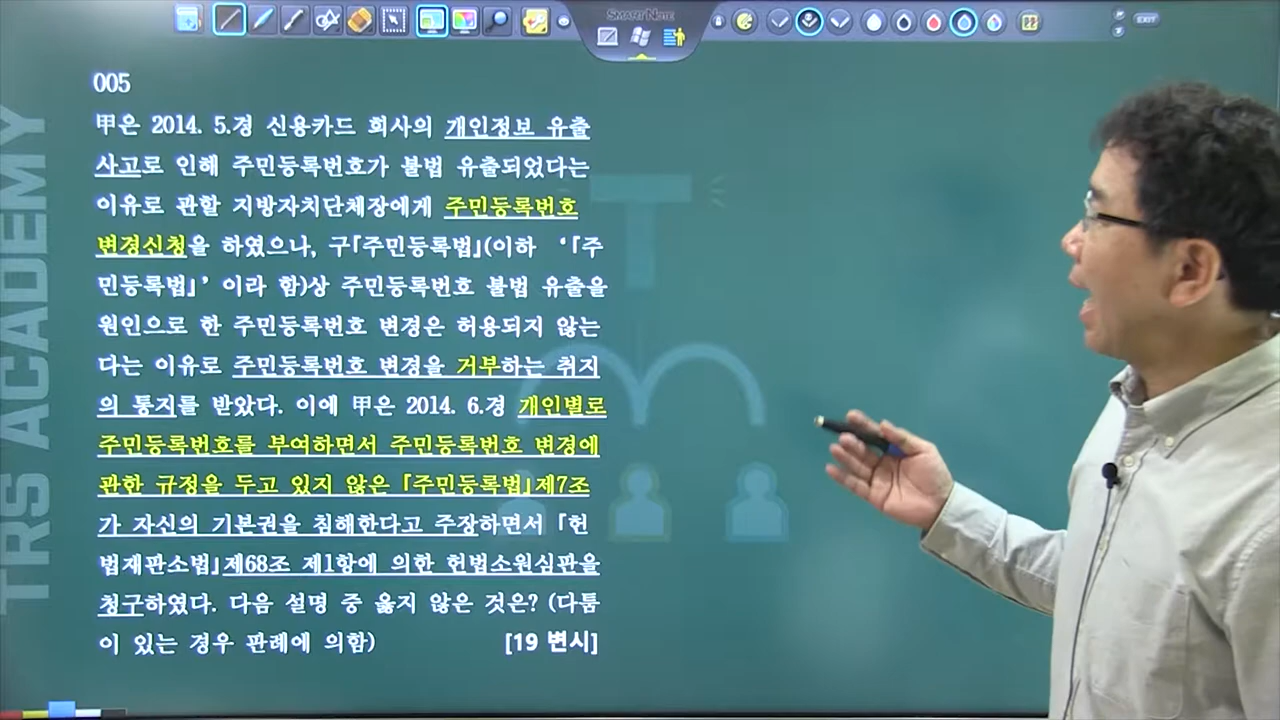 SMART NOTE
EXIT
TRS ACADEMY
005
甲은 2014. 5.경 신용카드 회사의 개인정보 유출
사고로 인해 주민등록번호가 불법 유출되었다는
이유로 관할 지방자치단체장에게 주민등록번호
변경신청을 하였으나, 구「주민등록법」(이하 ‘「주
민등록법」’이라 함)상 주민등록번호 불법 유출을
원인으로 한 주민등록번호 변경은 허용되지 않는
다는 이유로 주민등록번호 변경을 거부하는 취지
의 통지를 받았다. 이에 甲은 2014. 6.경 개인별로
주민등록번호를 부여하면서 주민등록번호 변경에
관한 규정을 두고 있지 않은 「주민등록법」제7조
가 자신의 기본권을 침해한다고 주장하면서 「헌
법재판소법」제68조 제1항에 의한 헌법소원심판을
청구하였다. 다음 설명 중 옳지 않은 것은? (다툼
이 있는 경우 판례에 의함) [19 변시]